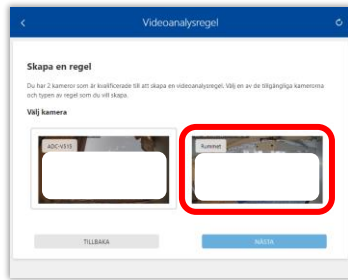 Videoanalysregel
Skapa en regel
Du har 2 kameror som är kvalificerade till att skapa en videoanalysregel. Välj en av de tillgängliga kamerorna
och typen av regel som du vill skapa.
Välj kamera
ADC-V515
Rummet
TILLBAKA
NÄSTA